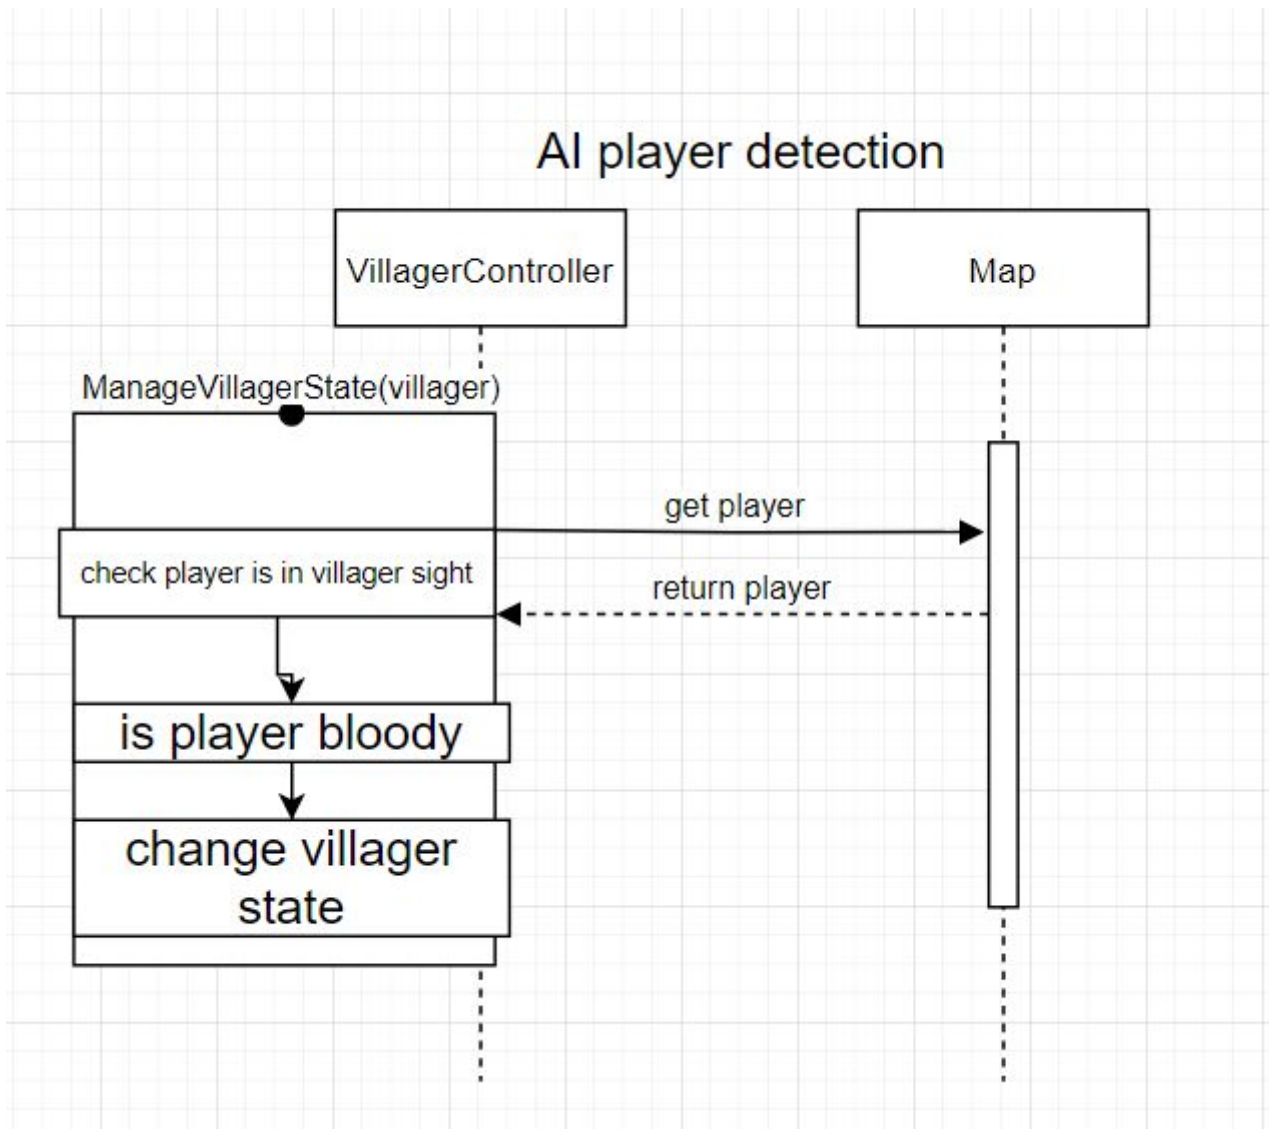 AI player detection
VillagerController
Map
ManageVillagerState(villager)
get player
check player is in villager sight
return player
is player bloody
change villager
state